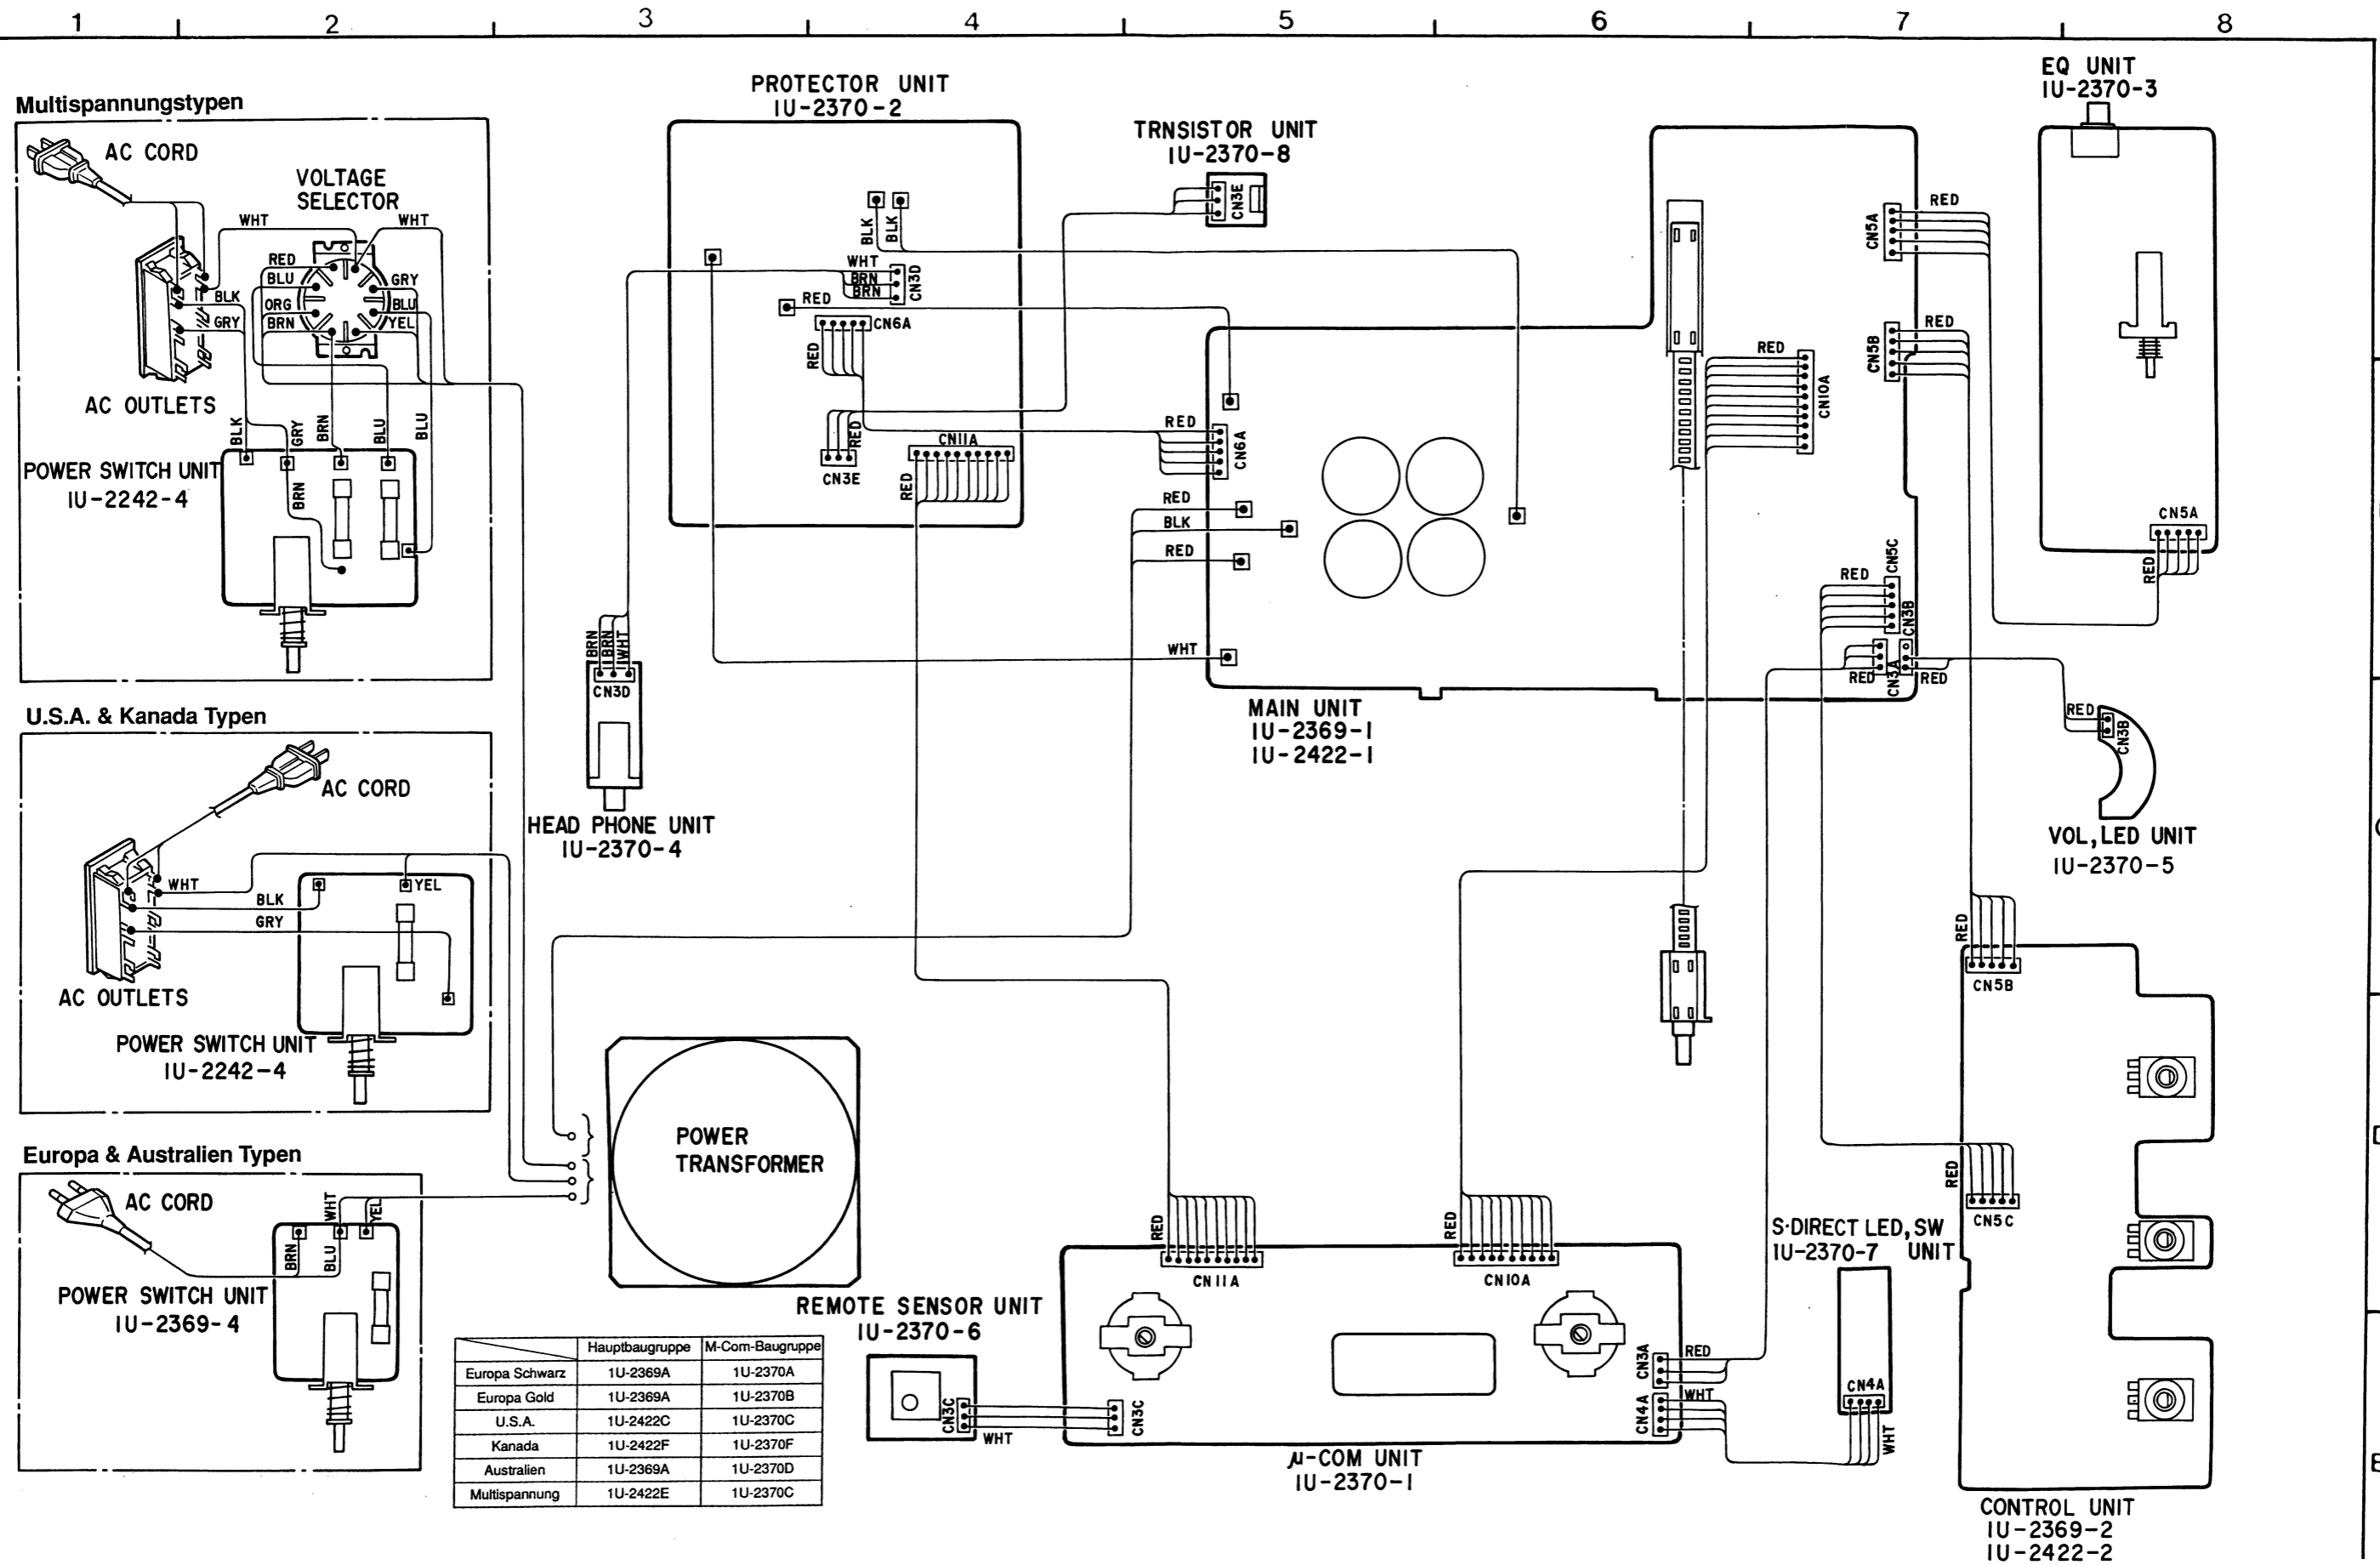 1 2 3 4 5 6 7 8
Multispannungstypen
AC CORD
VOLTAGE
SELECTOR
WHT
WHT
RED
BLU
ORG
BRN
GRY
BLU
YEL
BLK
GRY
AC OUTLETS
BLK
GRY
BRN
BLU
BLU
POWER SWITCH UNIT
1U-2242-4
BRN
U.S.A. & Kanada Typen
AC CORD
WHT
BLK
GRY
YEL
AC OUTLETS
POWER SWITCH UNIT
1U-2242-4
Europa & Australien Typen
AC CORD
WHT
YEL
BRN
BLU
POWER SWITCH UNIT
1U-2369-4
PROTECTOR UNIT
1U-2370-2
BLK
BLK
WHT
BRN
BRN
CN3D
RED
CN6A
RED
RED
CN3E
CN11A
RED
TRNSISTOR UNIT
1U-2370-8
CN3E
BRN
BRN
WHT
CN3D
HEAD PHONE UNIT
1U-2370-4
RED
CN6A
RED
BLK
RED
WHT
MAIN UNIT
1U-2369-1
1U-2422-1
RED
CN10A
CN5A
RED
CN5B
RED
RED
CN5C
CN3B
RED
CN3A
RED
EQ UNIT
1U-2370-3
CN5A
RED
RED
CN3B
VOL,LED UNIT
1U-2370-5
RED
CN5B
RED
CN5C
CONTROL UNIT
1U-2369-2
1U-2422-2
POWER
TRANSFORMER
REMOTE SENSOR UNIT
1U-2370-6
CN3C
WHT
RED
CN11A
RED
CN10A
CN3C
CN3A
RED
CN4A
WHT
μ-COM UNIT
1U-2370-1
S·DIRECT LED,SW
1U-2370-7 UNIT
CN4A
WHT
Hauptbaugruppe M-Com-Baugruppe
Europa Schwarz 1U-2369A 1U-2370A
Europa Gold 1U-2369A 1U-2370B
U.S.A. 1U-2422C 1U-2370C
Kanada 1U-2422F 1U-2370F
Australien 1U-2369A 1U-2370D
Multispannung 1U-2422E 1U-2370C